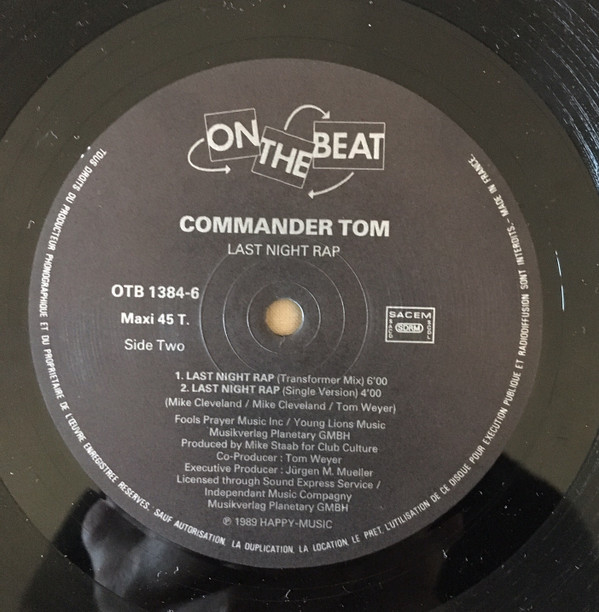 ON THE BEAT
COMMANDER TOM
LAST NIGHT RAP
OTB 1384-6
Maxi 45 T.
Side Two
SACEM
SDRM
1. LAST NIGHT RAP (Transformer Mix) 6'00
2. LAST NIGHT RAP (Single Version) 4'00
(Mike Cleveland / Mike Cleveland / Tom Weyer)
Fools Prayer Music Inc / Young Lions Music
Musikverlag Planetary GMBH
Produced by Mike Staab for Club Culture
Co-Producer : Tom Weyer
Executive Producer : Jürgen M. Mueller
Licensed through Sound Express Service /
Independant Music Compagny
Musikverlag Planetary GMBH
℗ 1989 HAPPY-MUSIC
TOUS DROITS DU PRODUCTEUR PHONOGRAPHIQUE ET DU PROPRIETAIRE DE L'ŒUVRE ENREGISTREE RESERVES. SAUF AUTORISATION, LA DUPLICATION, LA LOCATION, LE PRET, L'UTILISATION DE CE DISQUE POUR EXECUTION PUBLIQUE ET RADIODIFFUSION SONT INTERDITS.- MADE IN FRANCE.